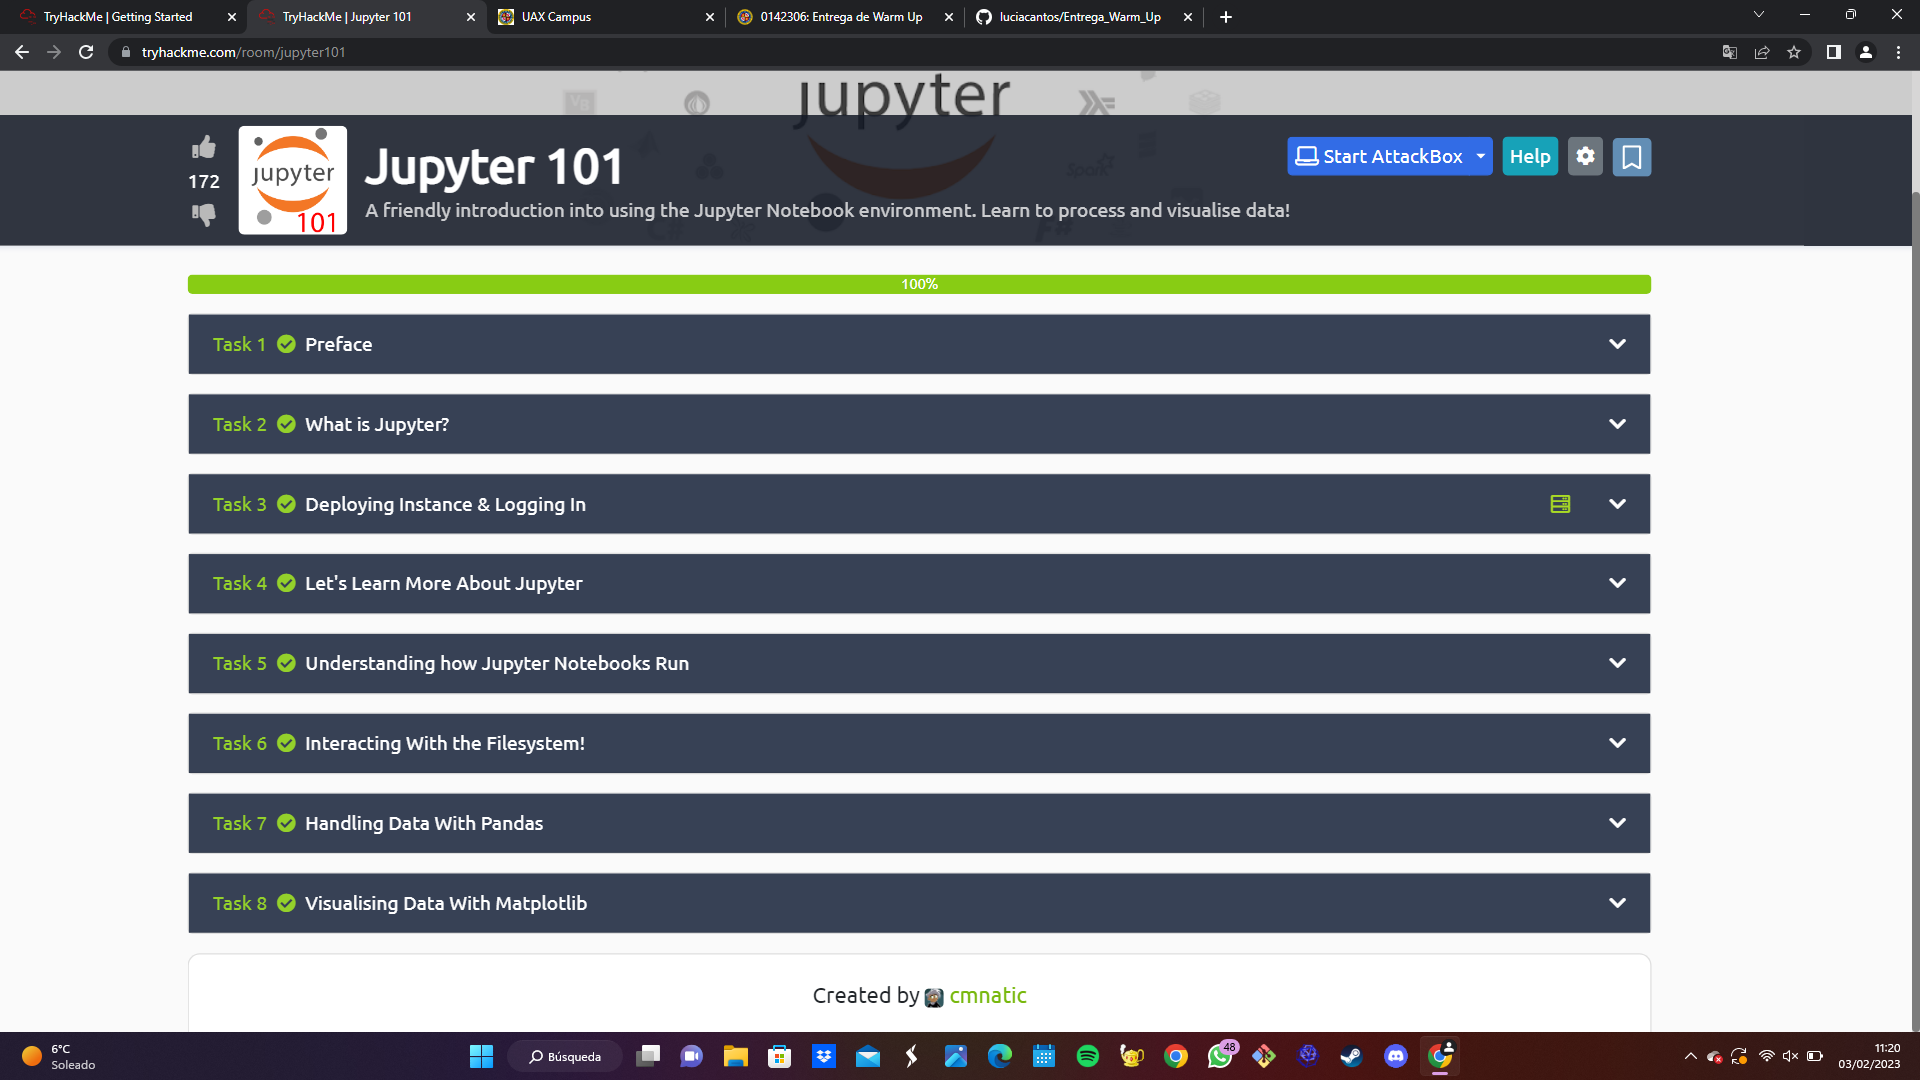 TryHackMe | Getting Started
TryHackMe | Jupyter 101
UAX Campus
0142306: Entrega de Warm Up
luciacantos/Entrega_Warm_Up
tryhackme.com/room/jupyter101
jupyter
172
jupyter
101
Jupyter 101
Start AttackBox
Help
A friendly introduction into using the Jupyter Notebook environment. Learn to process and visualise data!
100%
Task 1 Preface
Task 2 What is Jupyter?
Task 3 Deploying Instance & Logging In
Task 4 Let's Learn More About Jupyter
Task 5 Understanding how Jupyter Notebooks Run
Task 6 Interacting With the Filesystem!
Task 7 Handling Data With Pandas
Task 8 Visualising Data With Matplotlib
Created by cmnatic
6°C
Soleado
Búsqueda
48
11:20
03/02/2023